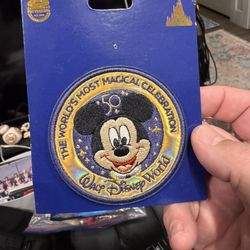 THE WORLD'S MOST MAGICAL CELEBRATION
50
Walt Disney World